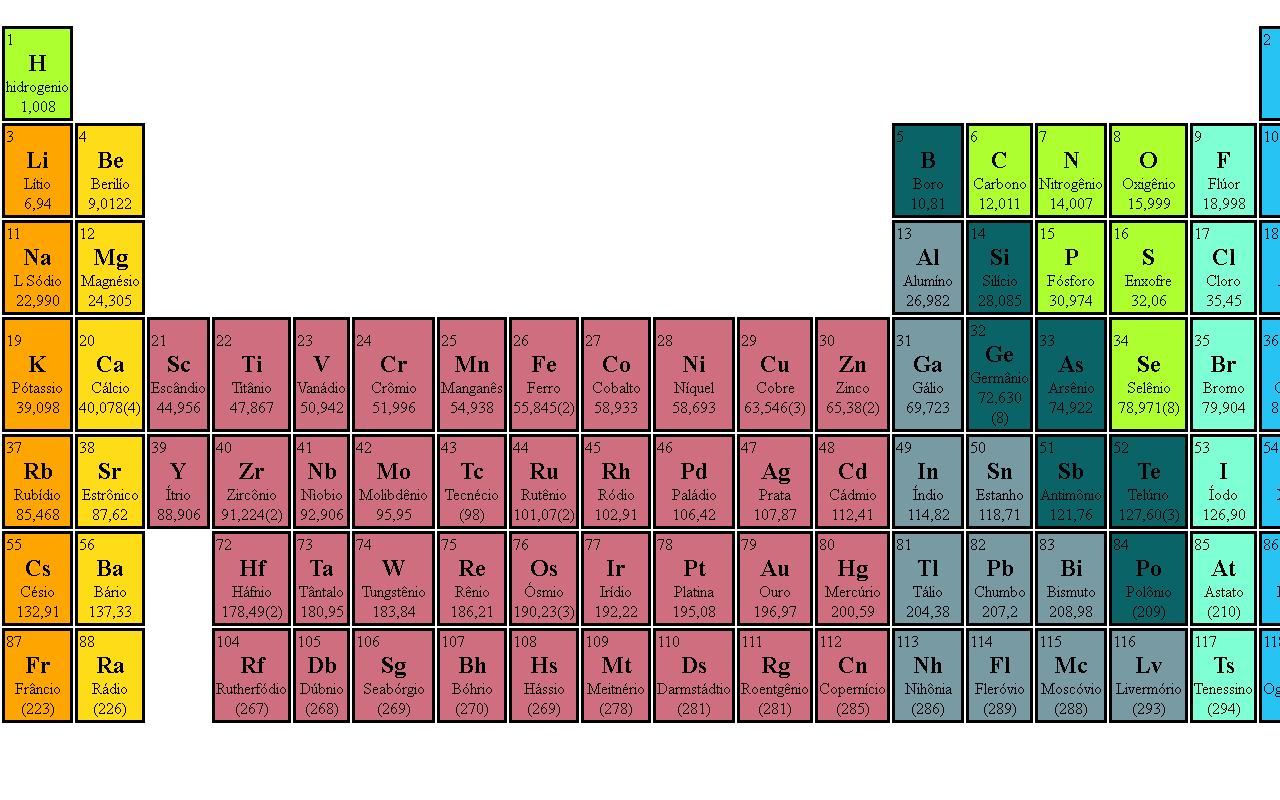 1
H
hidrogenio
1,008
2
3
Li
Lítio
6,94
4
Be
Berilío
9,0122
5
B
Boro
10,81
6
C
Carbono
12,011
7
N
Nitrogênio
14,007
8
O
Oxigênio
15,999
9
F
Flúor
18,998
10
11
Na
L Sódio
22,990
12
Mg
Magnésio
24,305
13
Al
Alumíno
26,982
14
Si
Silício
28,085
15
P
Fósforo
30,974
16
S
Enxofre
32,06
17
Cl
Cloro
35,45
18
19
K
Pótassio
39,098
20
Ca
Cálcio
40,078(4)
21
Sc
Escândio
44,956
22
Ti
Titânio
47,867
23
V
Vanádio
50,942
24
Cr
Crômio
51,996
25
Mn
Manganês
54,938
26
Fe
Ferro
55,845(2)
27
Co
Cobalto
58,933
28
Ni
Níquel
58,693
29
Cu
Cobre
63,546(3)
30
Zn
Zinco
65,38(2)
31
Ga
Gálio
69,723
32
Ge
Germânio
72,630
(8)
33
As
Arsênio
74,922
34
Se
Selênio
78,971(8)
35
Br
Bromo
79,904
36
37
Rb
Rubídio
85,468
38
Sr
Estrônico
87,62
39
Y
Ítrio
88,906
40
Zr
Zircônio
91,224(2)
41
Nb
Nìobio
92,906
42
Mo
Molibdênio
95,95
43
Tc
Tecnécio
(98)
44
Ru
Rutênio
101,07(2)
45
Rh
Ródio
102,91
46
Pd
Paládio
106,42
47
Ag
Prata
107,87
48
Cd
Cádmio
112,41
49
In
Índio
114,82
50
Sn
Estanho
118,71
51
Sb
Antimônio
121,76
52
Te
Telúrio
127,60(3)
53
I
Íodo
126,90
54
55
Cs
Césio
132,91
56
Ba
Bário
137,33
72
Hf
Háfnio
178,49(2)
73
Ta
Tântalo
180,95
74
W
Tungstênio
183,84
75
Re
Rênio
186,21
76
Os
Ósmio
190,23(3)
77
Ir
Irídio
192,22
78
Pt
Platina
195,08
79
Au
Ouro
196,97
80
Hg
Mercúrio
200,59
81
Tl
Tálio
204,38
82
Pb
Chumbo
207,2
83
Bi
Bismuto
208,98
84
Po
Polônio
(209)
85
At
Astato
(210)
86
87
Fr
Frâncio
(223)
88
Ra
Rádio
(226)
104
Rf
Rutherfódio
(267)
105
Db
Dúbnio
(268)
106
Sg
Seabórgio
(269)
107
Bh
Bóhrio
(270)
108
Hs
Hássio
(269)
109
Mt
Meitnério
(278)
110
Ds
Darmstádtio
(281)
111
Rg
Roentgênio
(281)
112
Cn
Copernício
(285)
113
Nh
Nihônia
(286)
114
Fl
Fleróvio
(289)
115
Mc
Moscóvio
(288)
116
Lv
Livermório
(293)
117
Ts
Tenessino
(294)
118